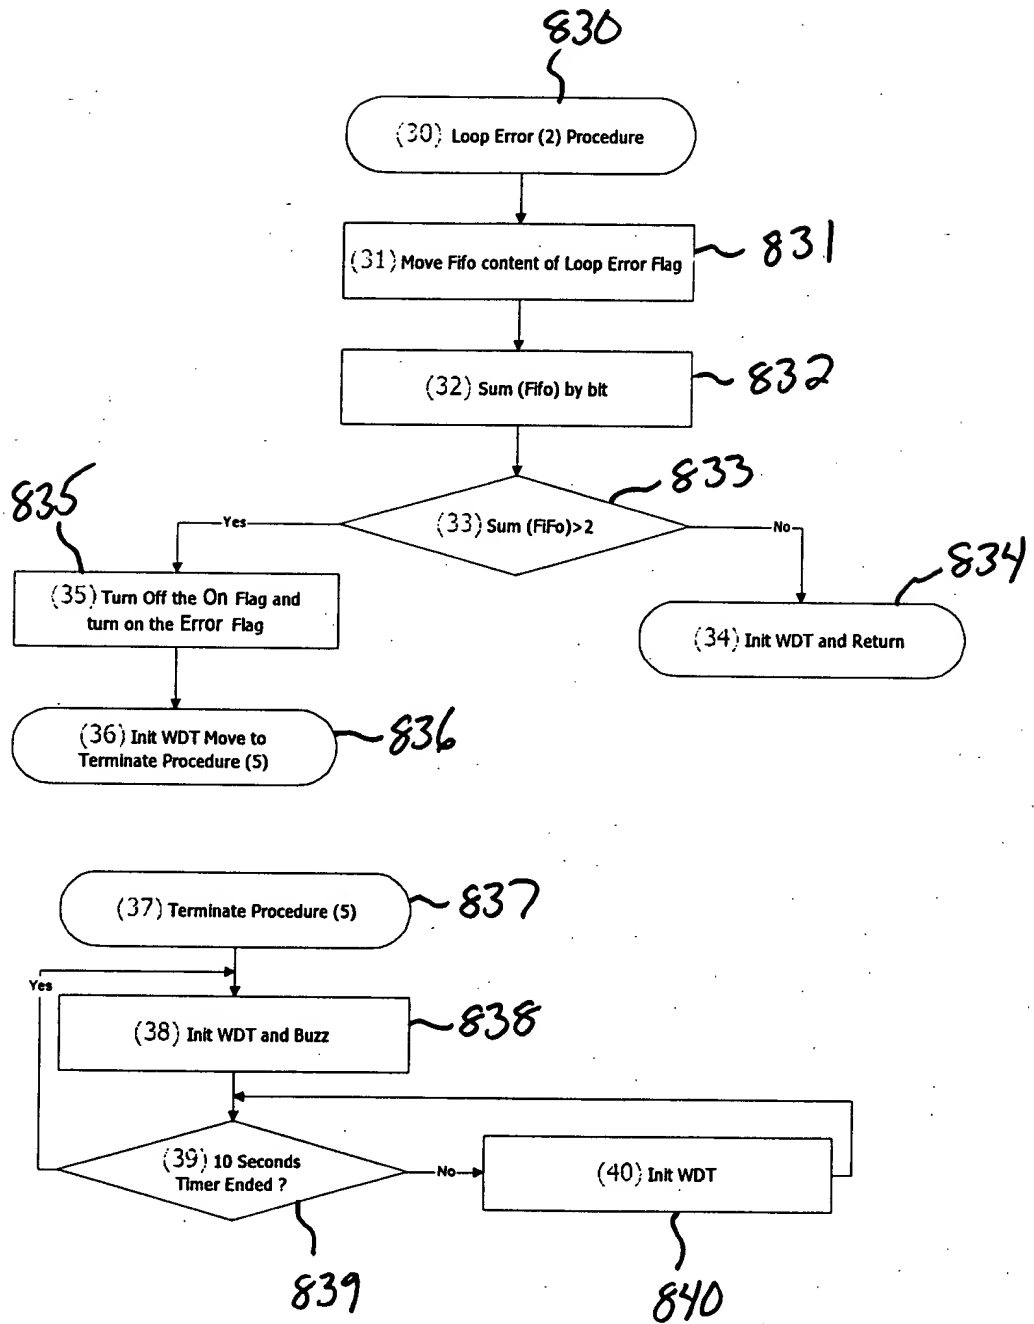 830
(30) Loop Error (2) Procedure
(31) Move Fifo content of Loop Error Flag
831
(32) Sum (Fifo) by bit
832
833
835
Yes
(33) Sum (FiFo)>2
No
834
(35) Turn Off the On Flag and
turn on the Error Flag
(34) Init WDT and Return
(36) Init WDT Move to
Terminate Procedure (5)
836
(37) Terminate Procedure (5)
837
Yes
(38) Init WDT and Buzz
838
(39) 10 Seconds
Timer Ended ?
No
(40) Init WDT
839
840